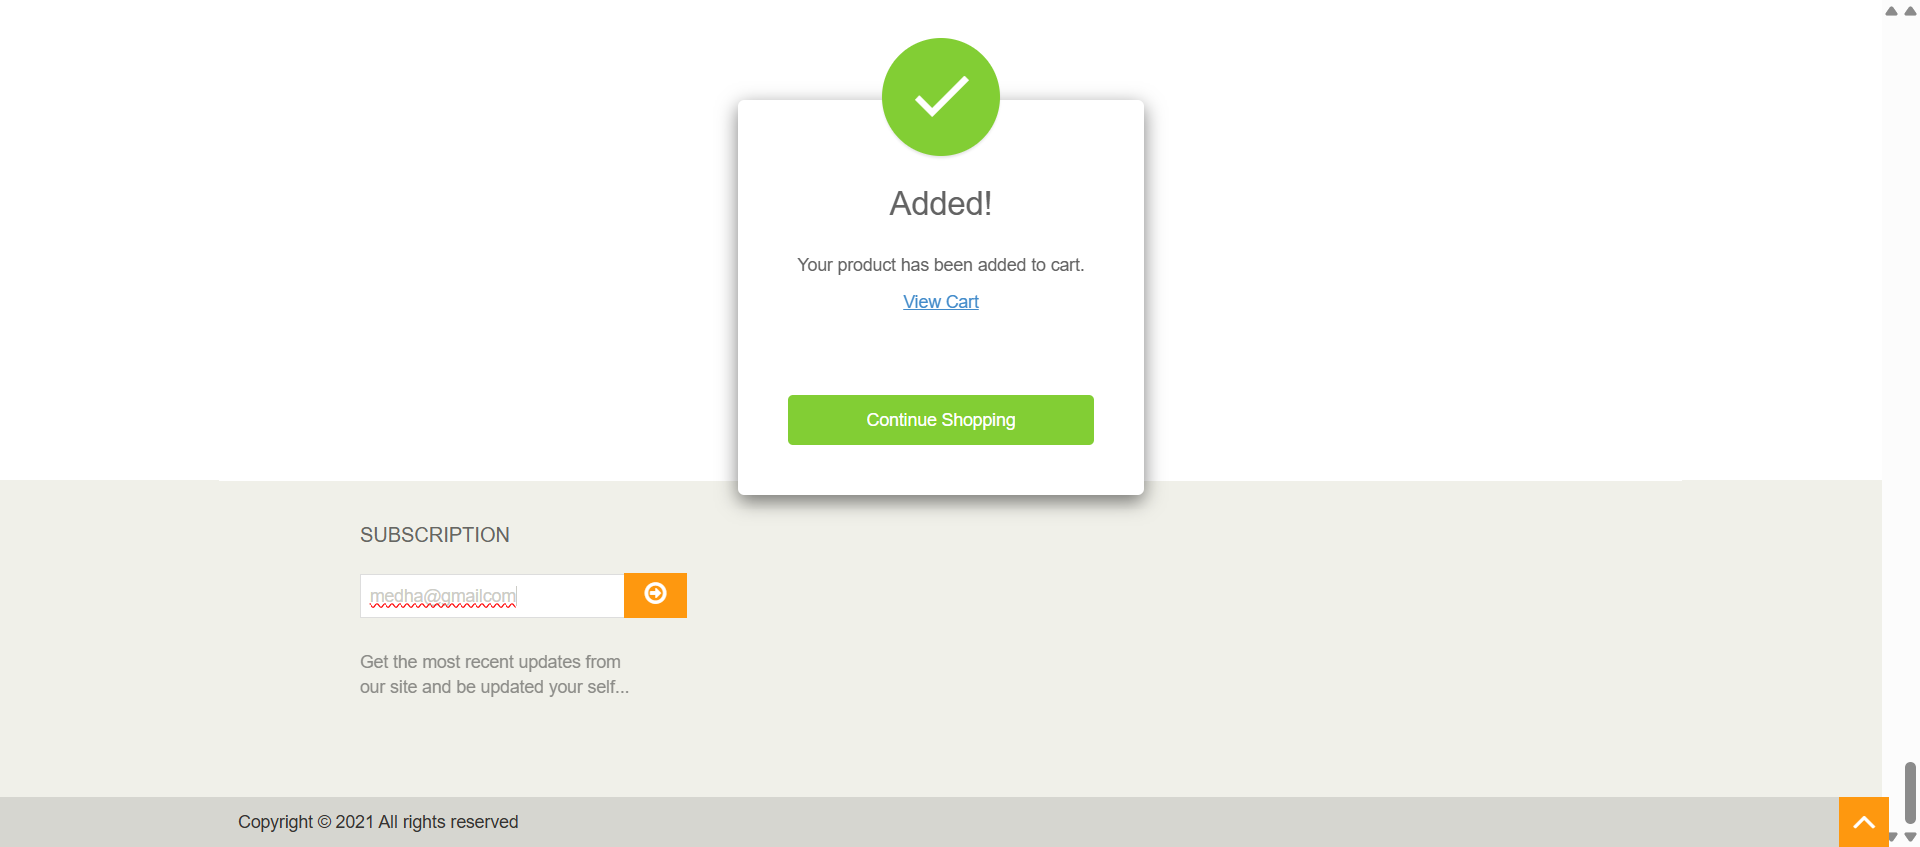 Added!
Your product has been added to cart.
View Cart
Continue Shopping
SUBSCRIPTION
medha@gmailcom
Get the most recent updates from
our site and be updated your self...
Copyright © 2021 All rights reserved